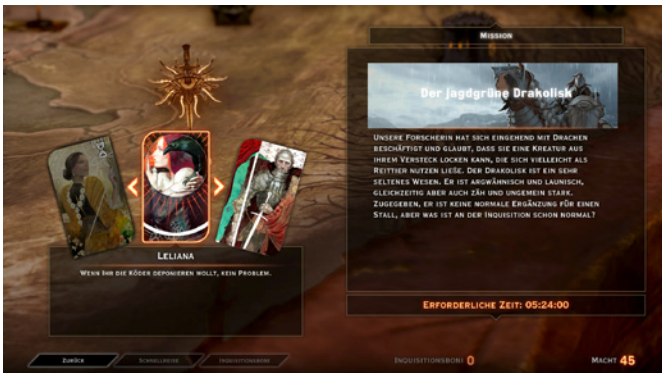 Mission
Der jagdgrüne Drakolisk
Unsere Forscherin hat sich eingehend mit Drachen
beschäftigt und glaubt, dass sie eine Kreatur aus
ihrem Versteck locken kann, die sich vielleicht als
Reittier nutzen ließe. Der Drakolisk ist ein sehr
seltenes Wesen. Er ist argwöhnisch und launisch,
gleichzeitig aber auch zäh und ungemein stark.
Zugegeben, er ist keine normale Ergänzung für einen
Stall, aber was ist an der Inquisition schon normal?
Leliana
Wenn Ihr die Köder deponieren wollt, kein Problem.
Erforderliche Zeit: 05:24:00
Zurück
Schnellreise
Inquisitionsboni
Inquisitionsboni 0
Macht 45